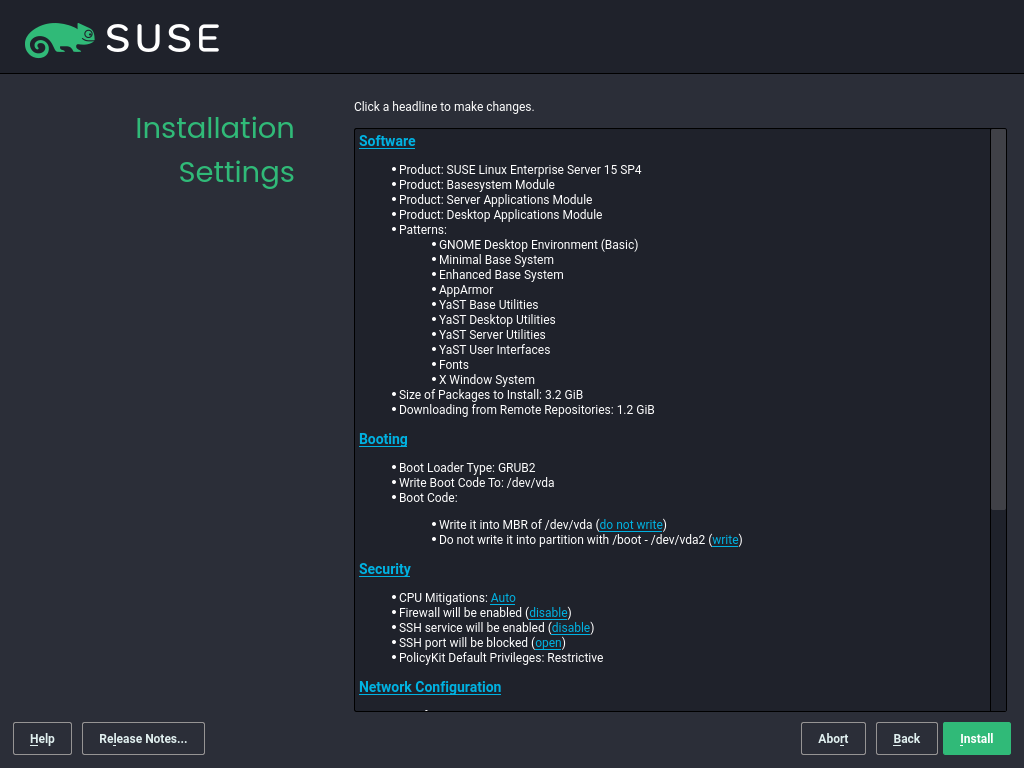 SUSE
Installation
Settings
Click a headline to make changes.
Software
• Product: SUSE Linux Enterprise Server 15 SP4
• Product: Basesystem Module
• Product: Server Applications Module
• Product: Desktop Applications Module
• Patterns:
• GNOME Desktop Environment (Basic)
• Minimal Base System
• Enhanced Base System
• AppArmor
• YaST Base Utilities
• YaST Desktop Utilities
• YaST Server Utilities
• YaST User Interfaces
• Fonts
• X Window System
• Size of Packages to Install: 3.2 GiB
• Downloading from Remote Repositories: 1.2 GiB
Booting
• Boot Loader Type: GRUB2
• Write Boot Code To: /dev/vda
• Boot Code:
• Write it into MBR of /dev/vda (do not write)
• Do not write it into partition with /boot - /dev/vda2 (write)
Security
• CPU Mitigations: Auto
• Firewall will be enabled (disable)
• SSH service will be enabled (disable)
• SSH port will be blocked (open)
• PolicyKit Default Privileges: Restrictive
Network Configuration
Help
Release Notes...
Abort
Back
Install